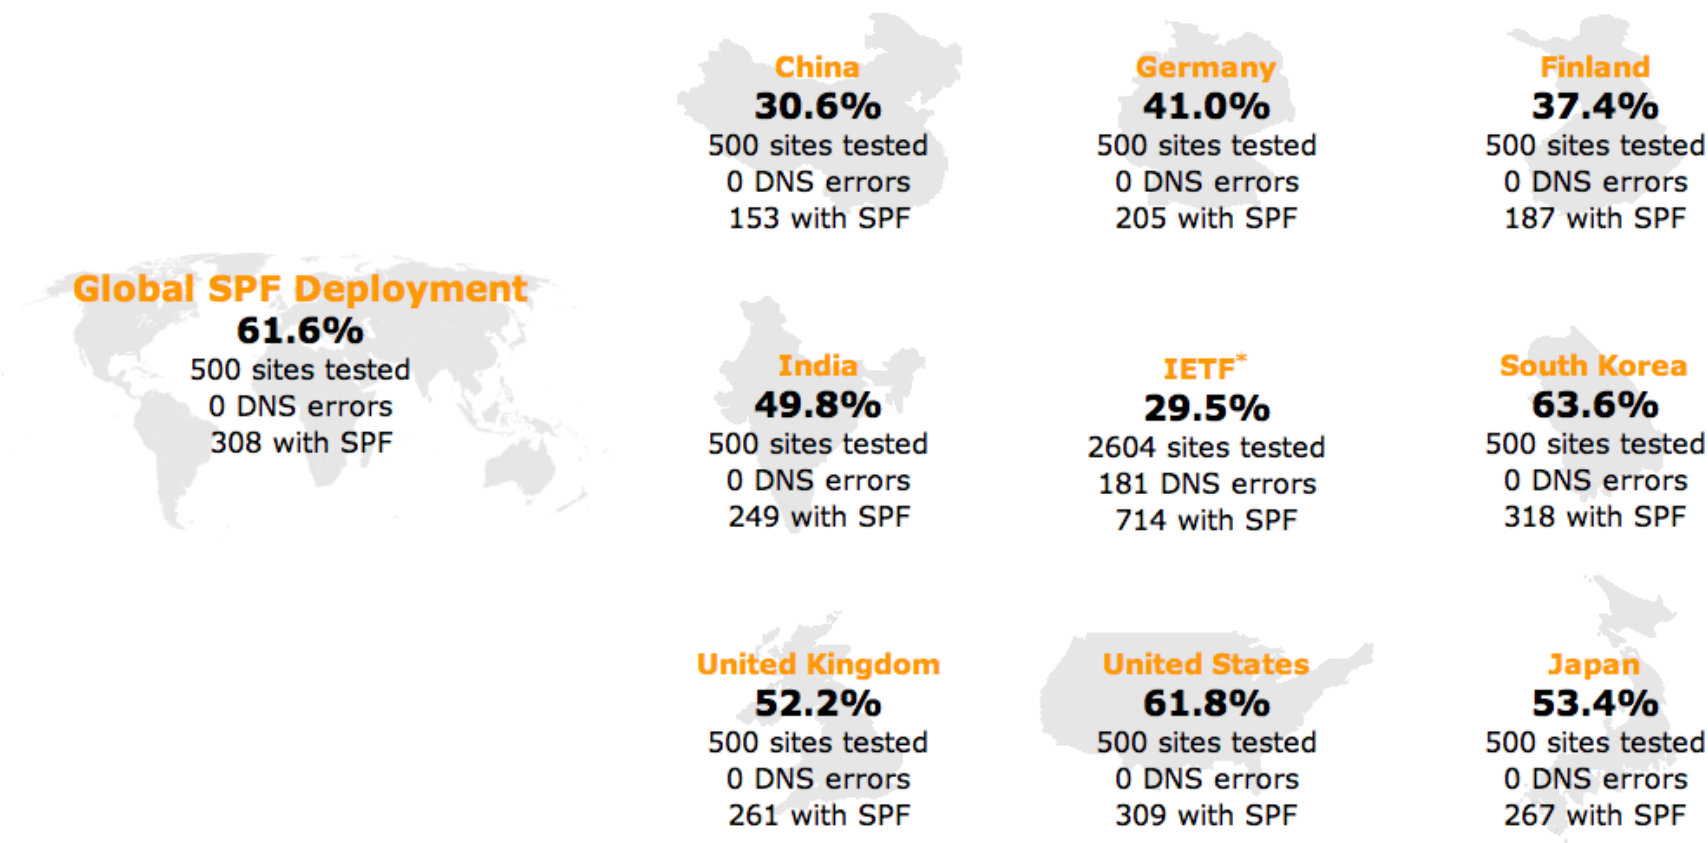 Global SPF Deployment
61.6%
500 sites tested
0 DNS errors
308 with SPF
China
30.6%
500 sites tested
0 DNS errors
153 with SPF
Germany
41.0%
500 sites tested
0 DNS errors
205 with SPF
Finland
37.4%
500 sites tested
0 DNS errors
187 with SPF
India
49.8%
500 sites tested
0 DNS errors
249 with SPF
IETF*
29.5%
2604 sites tested
181 DNS errors
714 with SPF
South Korea
63.6%
500 sites tested
0 DNS errors
318 with SPF
United Kingdom
52.2%
500 sites tested
0 DNS errors
261 with SPF
United States
61.8%
500 sites tested
0 DNS errors
309 with SPF
Japan
53.4%
500 sites tested
0 DNS errors
267 with SPF